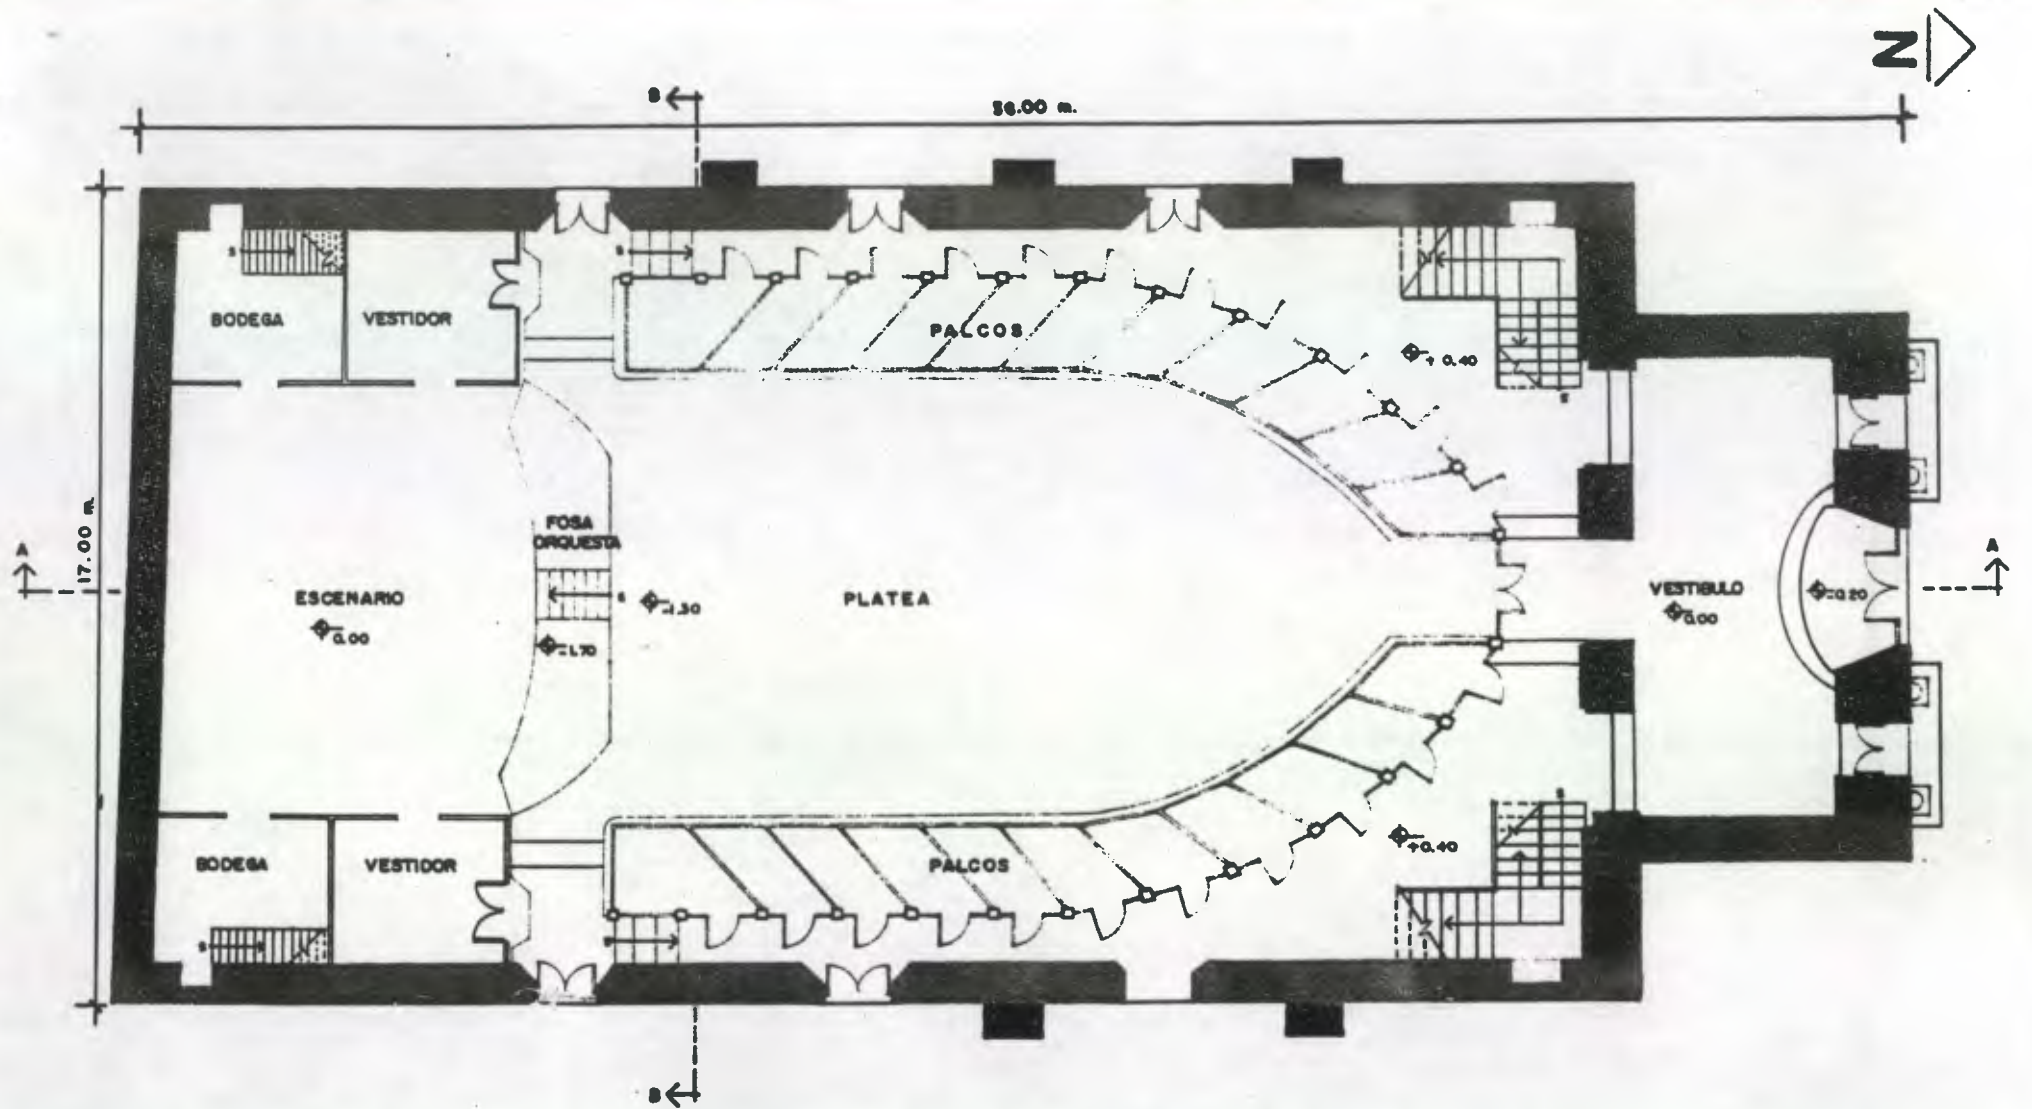 N
B
36.00 m.
BODEGA
VESTIDOR
S
S
PALCOS
+0.40
S
17.00 m.
A
A
FOSA
ORQUESTA
ESCENARIO
0.00
S
-1.30
-1.70
PLATEA
VESTIBULO
0.00
-0.20
BODEGA
VESTIDOR
PALCOS
+0.40
S
S
S
S
B